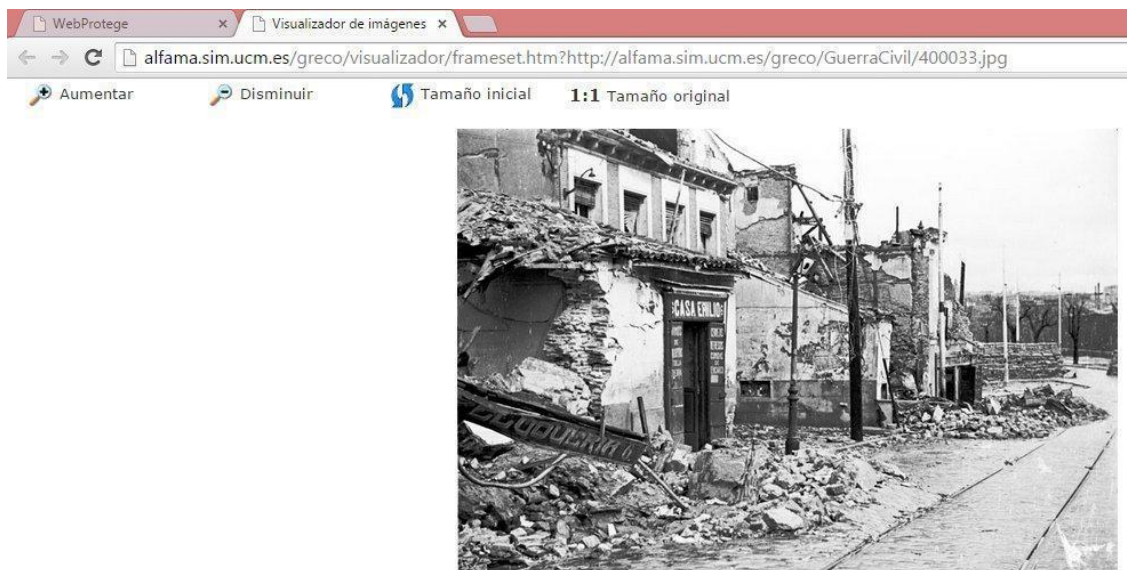 WebProtege
Visualizador de imágenes
alfama.sim.ucm.es/greco/visualizador/frameset.htm?http://alfama.sim.ucm.es/greco/GuerraCivil/400033.jpg
Aumentar
Disminuir
Tamaño inicial
1:1 Tamaño original
CASA EMILIO